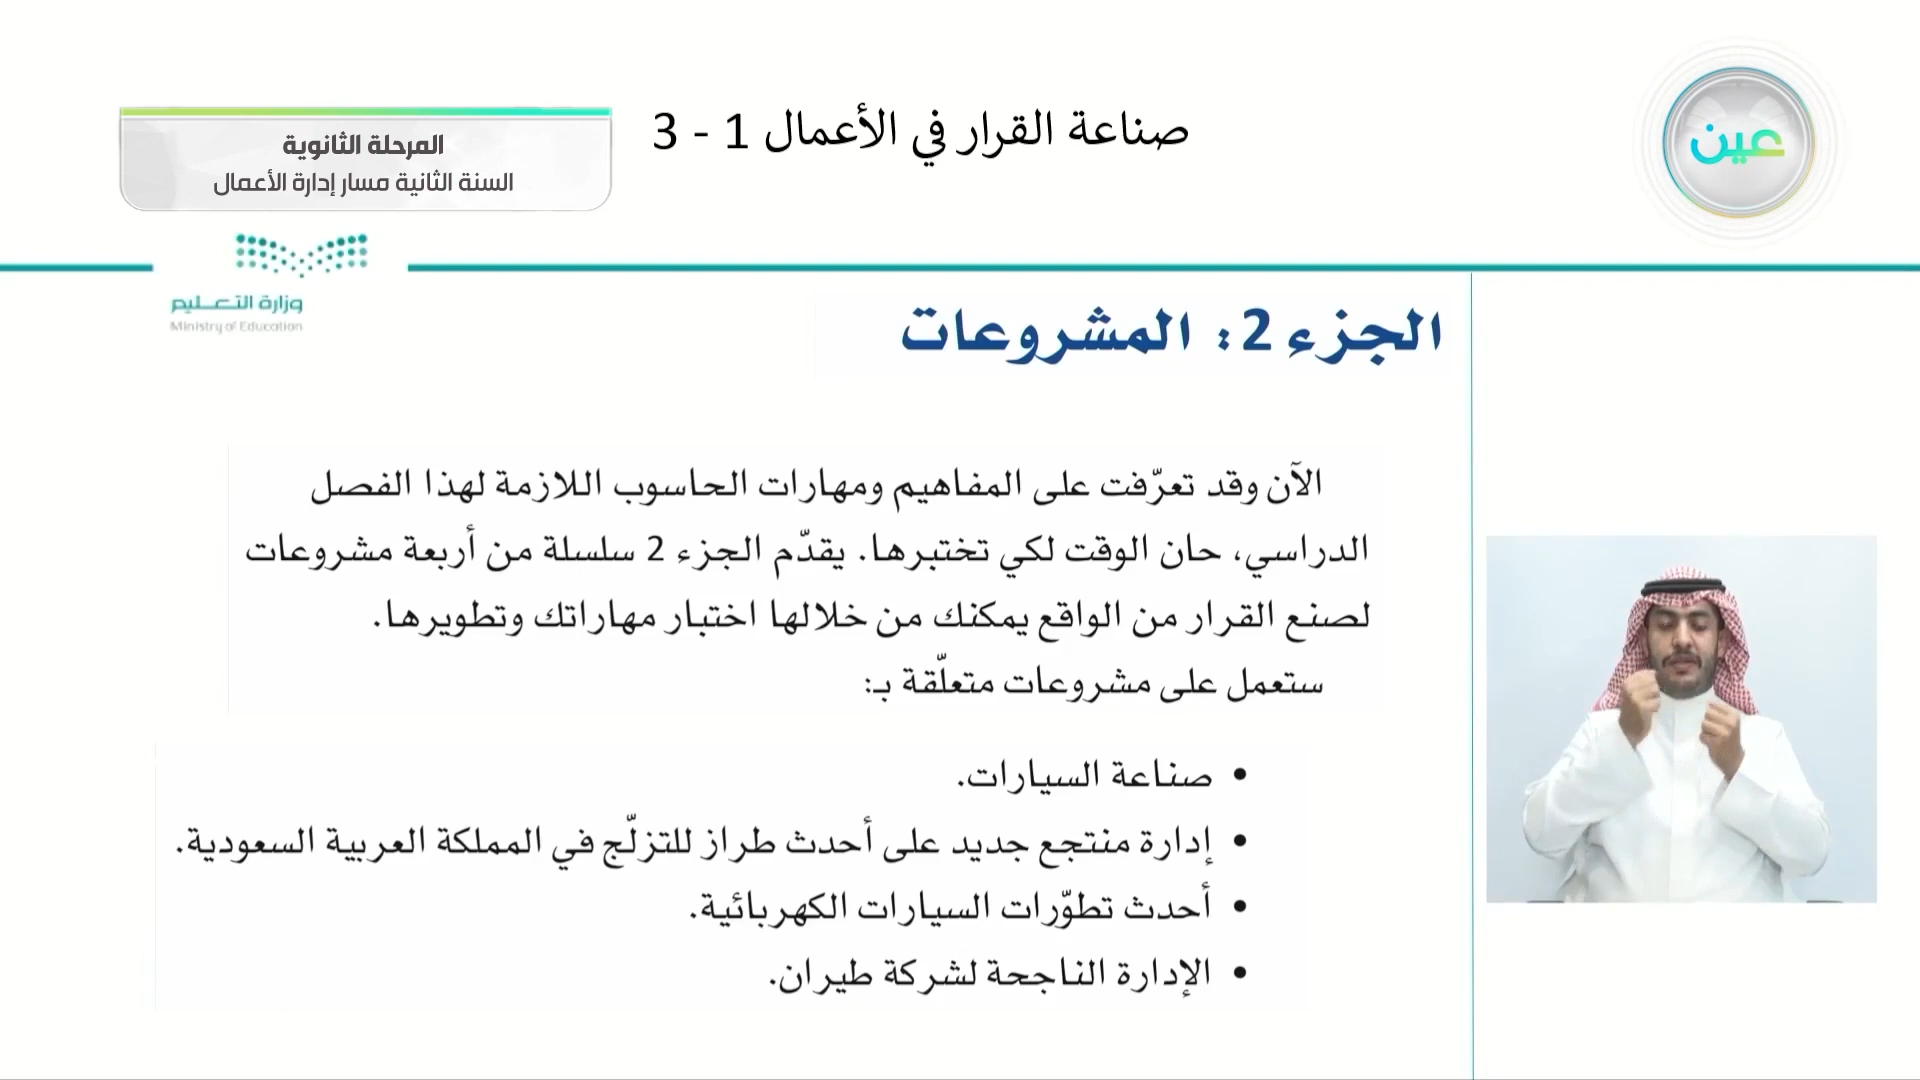 صناعة القرار في الأعمال 1 - 3
عين
المرحلة الثانوية
السنة الثانية مسار إدارة الأعمال
وزارة التعليم
Ministry of Education
الجزء 2: المشروعات
الآن وقد تعرّفت على المفاهيم ومهارات الحاسوب اللازمة لهذا الفصل
الدراسي، حان الوقت لكي تختبرها. يقدّم الجزء 2 سلسلة من أربعة مشروعات
لصنع القرار من الواقع يمكنك من خلالها اختبار مهاراتك وتطويرها.
ستعمل على مشروعات متعلّقة بـ:
• صناعة السيارات.
• إدارة منتجع جديد على أحدث طراز للتزلّج في المملكة العربية السعودية.
• أحدث تطوّرات السيارات الكهربائية.
• الإدارة الناجحة لشركة طيران.